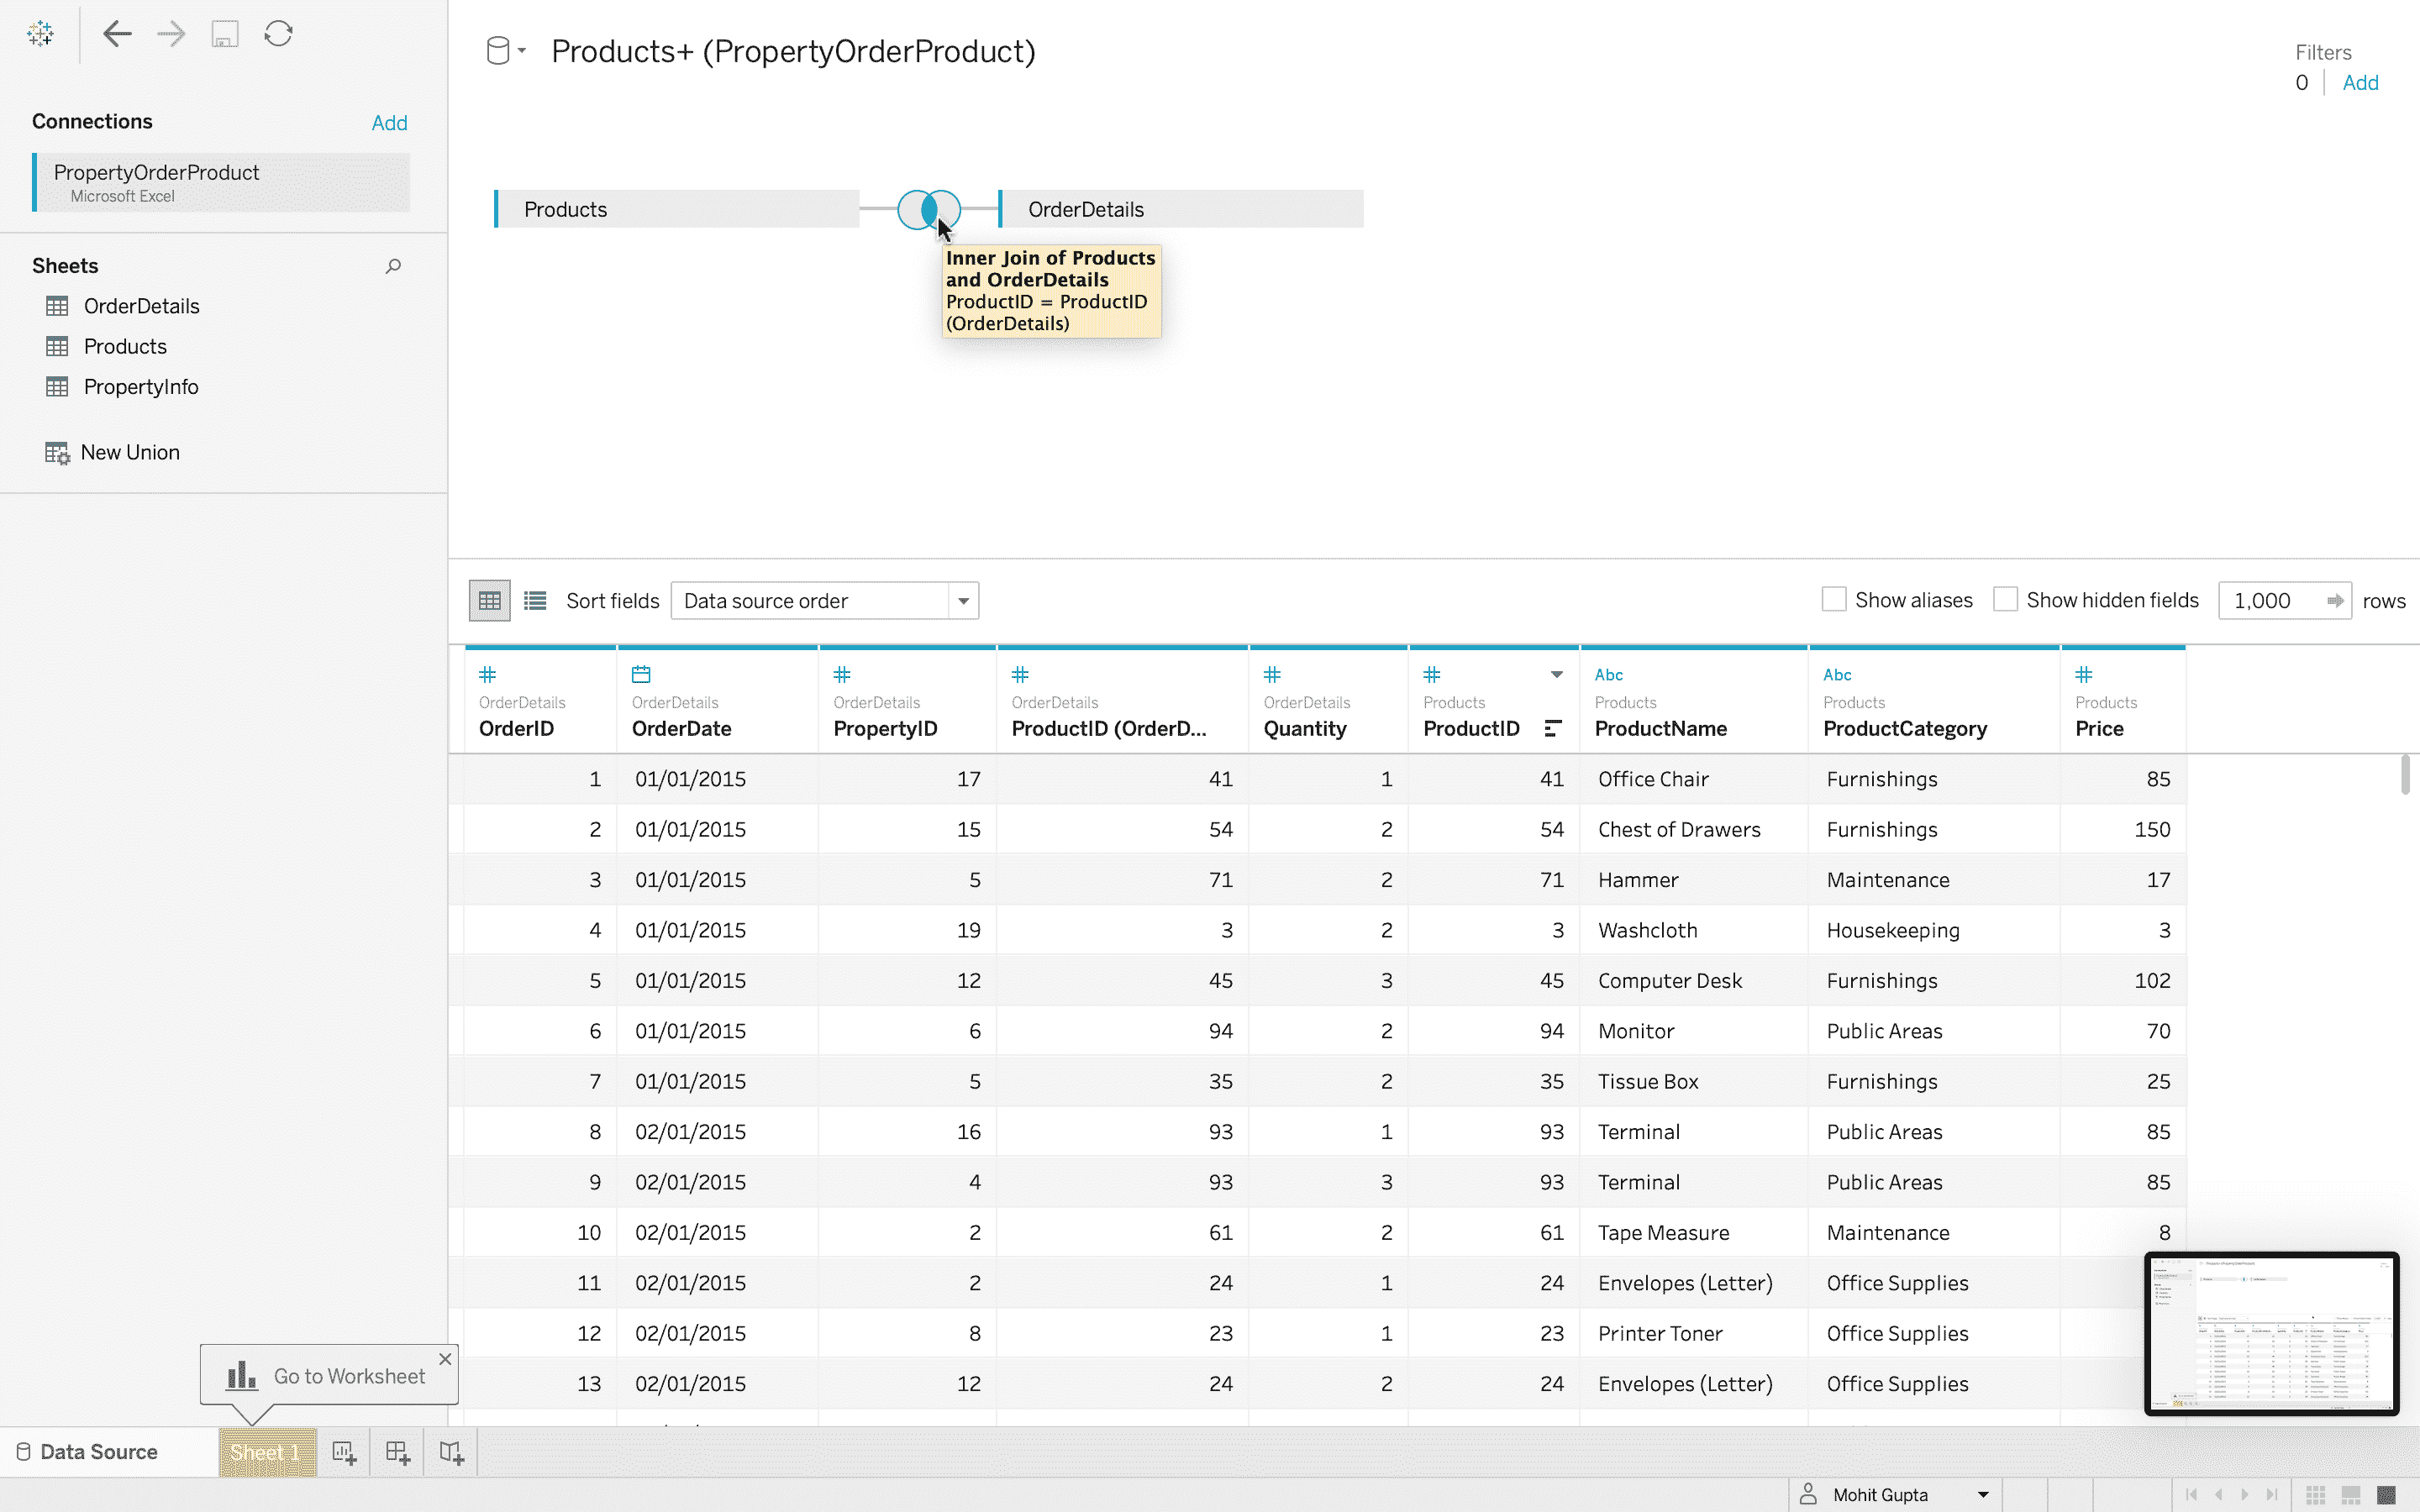 Products+ (PropertyOrderProduct)
Filters
0 Add
Connections Add
PropertyOrderProduct
Microsoft Excel
Sheets
OrderDetails
Products
PropertyInfo
New Union
Products OrderDetails
Inner Join of Products
and OrderDetails
ProductID = ProductID
(OrderDetails)
Sort fields Data source order Show aliases Show hidden fields 1,000 rows
Abc Abc
OrderDetails OrderDetails OrderDetails OrderDetails OrderDetails Products Products Products Products
OrderID OrderDate PropertyID ProductID (OrderD... Quantity ProductID ProductName ProductCategory Price
1 01/01/2015 17 41 1 41 Office Chair Furnishings 85
2 01/01/2015 15 54 2 54 Chest of Drawers Furnishings 150
3 01/01/2015 5 71 2 71 Hammer Maintenance 17
4 01/01/2015 19 3 2 3 Washcloth Housekeeping 3
5 01/01/2015 12 45 3 45 Computer Desk Furnishings 102
6 01/01/2015 6 94 2 94 Monitor Public Areas 70
7 01/01/2015 5 35 2 35 Tissue Box Furnishings 25
8 02/01/2015 16 93 1 93 Terminal Public Areas 85
9 02/01/2015 4 93 3 93 Terminal Public Areas 85
10 02/01/2015 2 61 2 61 Tape Measure Maintenance 8
11 02/01/2015 2 24 1 24 Envelopes (Letter) Office Supplies
12 02/01/2015 8 23 1 23 Printer Toner Office Supplies
13 02/01/2015 12 24 2 24 Envelopes (Letter) Office Supplies
Go to Worksheet
Data Source Sheet 1
Mohit Gupta